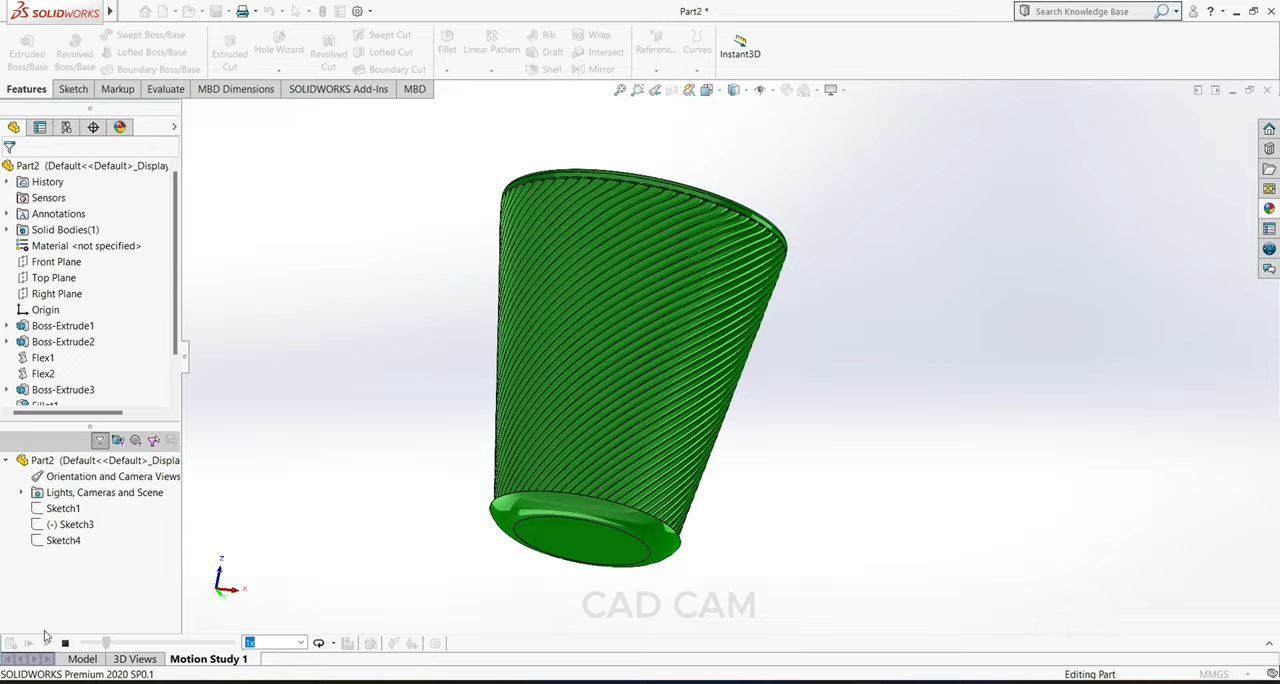 SOLIDWORKS
Part2 *
Search Knowledge Base
?
Extruded Boss/Base
Revolved Boss/Base
Swept Boss/Base
Lofted Boss/Base
Boundary Boss/Base
Extruded Cut
Hole Wizard
Revolved Cut
Swept Cut
Lofted Cut
Boundary Cut
Fillet
Linear Pattern
Rib
Draft
Shell
Wrap
Intersect
Mirror
Referenc...
Curves
Instant3D
Features
Sketch
Markup
Evaluate
MBD Dimensions
SOLIDWORKS Add-Ins
MBD
Part2 (Default<<Default>_Display
History
Sensors
Annotations
Solid Bodies(1)
Material <not specified>
Front Plane
Top Plane
Right Plane
Origin
Boss-Extrude1
Boss-Extrude2
Flex1
Flex2
Boss-Extrude3
Fillet1
Part2 (Default<<Default>_Displa
Orientation and Camera Views
Lights, Cameras and Scene
Sketch1
(-) Sketch3
Sketch4
z
x
CAD CAM
1x
Model
3D Views
Motion Study 1
SOLIDWORKS Premium 2020 SP0.1
Editing Part
MMGS